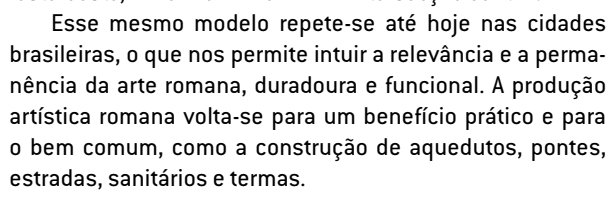 Esse mesmo modelo repete-se até hoje nas cidades
brasileiras, o que nos permite intuir a relevância e a perma-
nência da arte romana, duradoura e funcional. A produção
artística romana volta-se para um benefício prático e para
o bem comum, como a construção de aquedutos, pontes,
estradas, sanitários e termas.